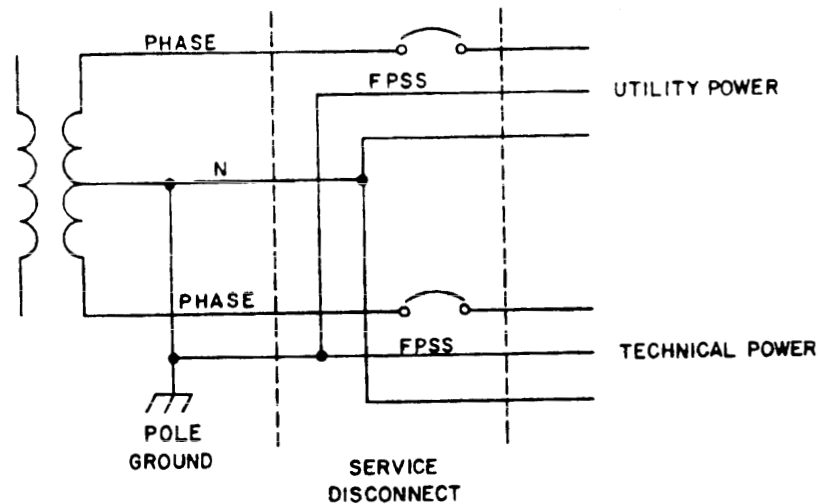 PHASE
FPSS
UTILITY POWER
N
PHASE
FPSS
TECHNICAL POWER
POLE
GROUND
SERVICE
DISCONNECT